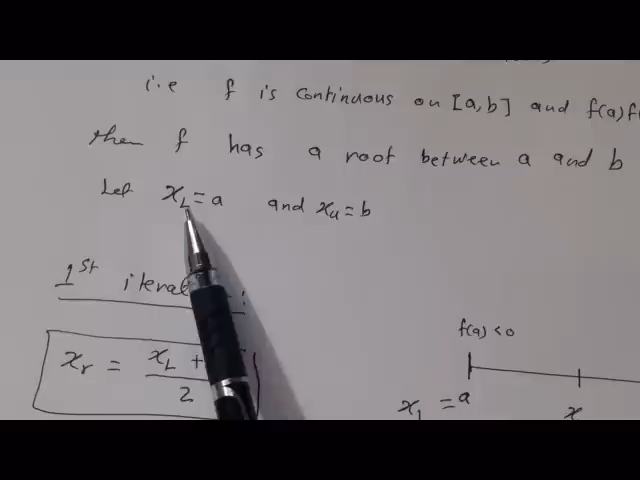 i.e f is continuous on [a,b] and f(a)f(
then f has a root between a and b
Let x_L = a and x_u = b
1st iterat :
x_r = x_L + / 2
f(a) < 0
x_L = a x